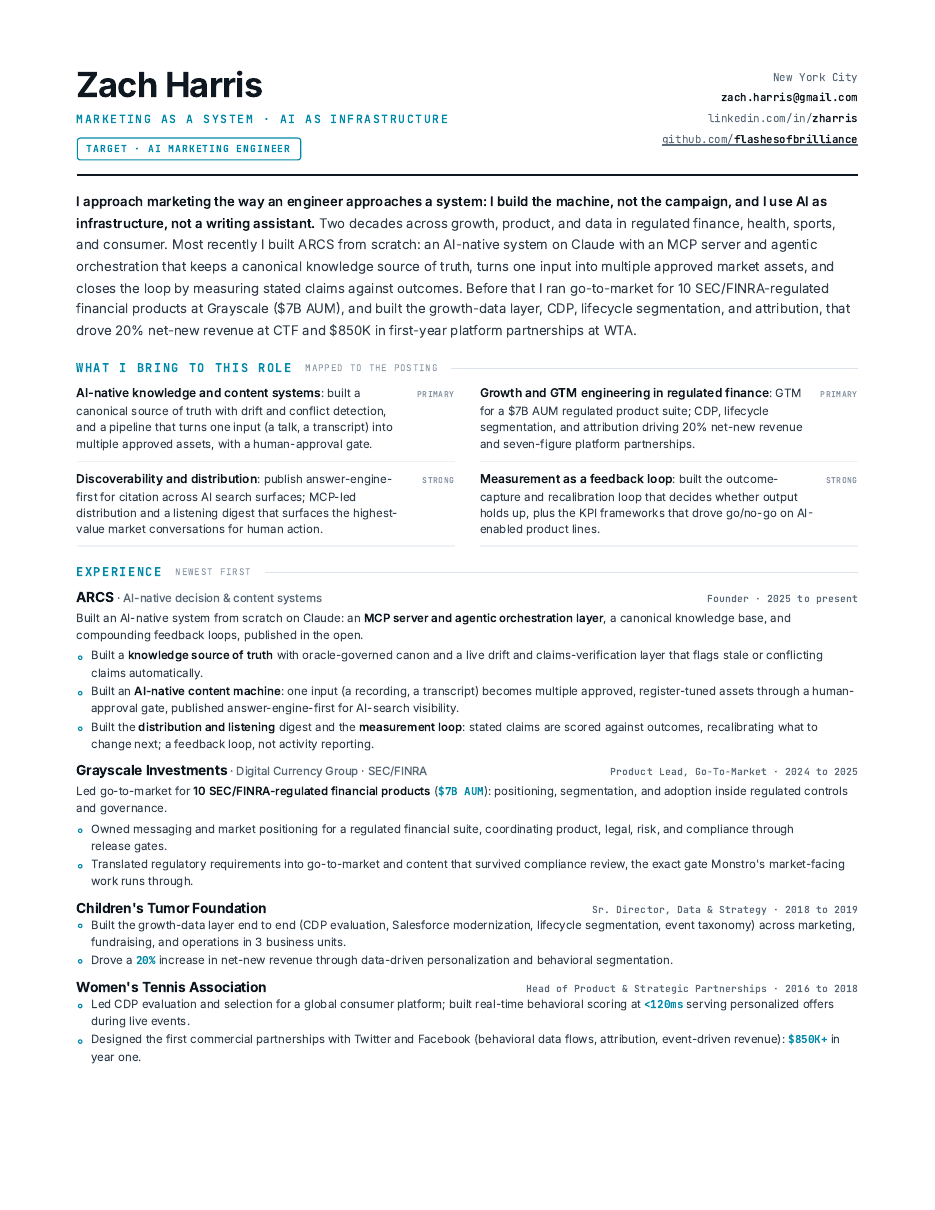 Zach Harris
MARKETING AS A SYSTEM · AI AS INFRASTRUCTURE
TARGET · AI MARKETING ENGINEER
New York City
zach.harris@gmail.com
linkedin.com/in/zharris
github.com/flashesofbrilliance
I approach marketing the way an engineer approaches a system: I build the machine, not the campaign, and I use AI as
infrastructure, not a writing assistant. Two decades across growth, product, and data in regulated finance, health, sports,
and consumer. Most recently I built ARCS from scratch: an AI-native system on Claude with an MCP server and agentic
orchestration that keeps a canonical knowledge source of truth, turns one input into multiple approved market assets, and
closes the loop by measuring stated claims against outcomes. Before that I ran go-to-market for 10 SEC/FINRA-regulated
financial products at Grayscale ($7B AUM), and built the growth-data layer, CDP, lifecycle segmentation, and attribution, that
drove 20% net-new revenue at CTF and $850K in first-year platform partnerships at WTA.
WHAT I BRING TO THIS ROLE MAPPED TO THE POSTING
AI-native knowledge and content systems: built a PRIMARY
canonical source of truth with drift and conflict detection,
and a pipeline that turns one input (a talk, a transcript) into
multiple approved assets, with a human-approval gate.
Growth and GTM engineering in regulated finance: GTM PRIMARY
for a $7B AUM regulated product suite; CDP, lifecycle
segmentation, and attribution driving 20% net-new revenue
and seven-figure platform partnerships.
Discoverability and distribution: publish answer-engine- STRONG
first for citation across AI search surfaces; MCP-led
distribution and a listening digest that surfaces the highest-
value market conversations for human action.
Measurement as a feedback loop: built the outcome- STRONG
capture and recalibration loop that decides whether output
holds up, plus the KPI frameworks that drove go/no-go on AI-
enabled product lines.
EXPERIENCE NEWEST FIRST
ARCS · AI-native decision & content systems Founder · 2025 to present
Built an AI-native system from scratch on Claude: an MCP server and agentic orchestration layer, a canonical knowledge base, and
compounding feedback loops, published in the open.
Built a knowledge source of truth with oracle-governed canon and a live drift and claims-verification layer that flags stale or conflicting
claims automatically.
Built an AI-native content machine: one input (a recording, a transcript) becomes multiple approved, register-tuned assets through a human-
approval gate, published answer-engine-first for AI-search visibility.
Built the distribution and listening digest and the measurement loop: stated claims are scored against outcomes, recalibrating what to
change next; a feedback loop, not activity reporting.
Grayscale Investments · Digital Currency Group · SEC/FINRA Product Lead, Go-To-Market · 2024 to 2025
Led go-to-market for 10 SEC/FINRA-regulated financial products ($7B AUM): positioning, segmentation, and adoption inside regulated controls
and governance.
Owned messaging and market positioning for a regulated financial suite, coordinating product, legal, risk, and compliance through
release gates.
Translated regulatory requirements into go-to-market and content that survived compliance review, the exact gate Monstro's market-facing
work runs through.
Children's Tumor Foundation Sr. Director, Data & Strategy · 2018 to 2019
Built the growth-data layer end to end (CDP evaluation, Salesforce modernization, lifecycle segmentation, event taxonomy) across marketing,
fundraising, and operations in 3 business units.
Drove a 20% increase in net-new revenue through data-driven personalization and behavioral segmentation.
Women's Tennis Association Head of Product & Strategic Partnerships · 2016 to 2018
Led CDP evaluation and selection for a global consumer platform; built real-time behavioral scoring at <120ms serving personalized offers
during live events.
Designed the first commercial partnerships with Twitter and Facebook (behavioral data flows, attribution, event-driven revenue): $850K+ in
year one.